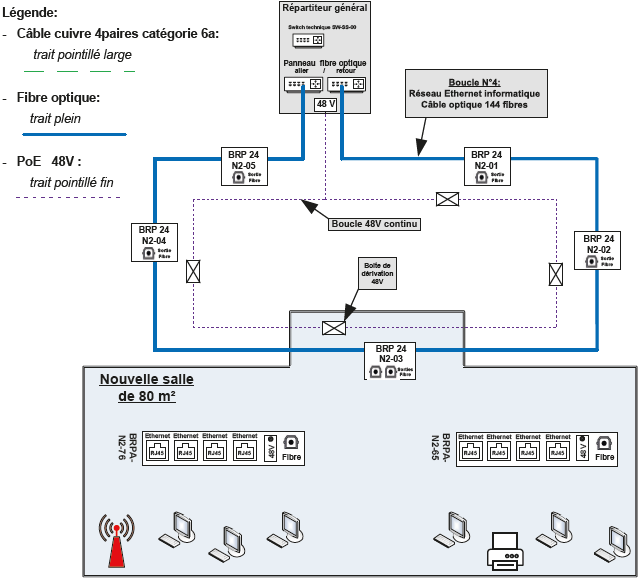 Légende:
- Câble cuivre 4paires catégorie 6a:
trait pointillé large
- Fibre optique:
trait plein
- PoE 48V :
trait pointillé fin
Répartiteur général
Switch technique SW-SS-00
Panneau fibre optique
aller / retour
48 V
Boucle N°4:
Réseau Ethernet informatique
Câble optique 144 fibres
BRP 24
N2-05
Sortie
Fibre
BRP 24
N2-01
Sortie
Fibre
Boucle 48V continu
BRP 24
N2-04
Sortie
Fibre
BRP 24
N2-02
Sortie
Fibre
Boite de
dérivation
48V
BRP 24
N2-03
Sorties
Fibre
Nouvelle salle
de 80 m²
BRPA-
N2-76
Ethernet Ethernet Ethernet Ethernet
RJ45 RJ45 RJ45 RJ45
48V
Fibre
BRPA-
N2-65
Ethernet Ethernet Ethernet Ethernet
RJ45 RJ45 RJ45 RJ45
48V
Fibre